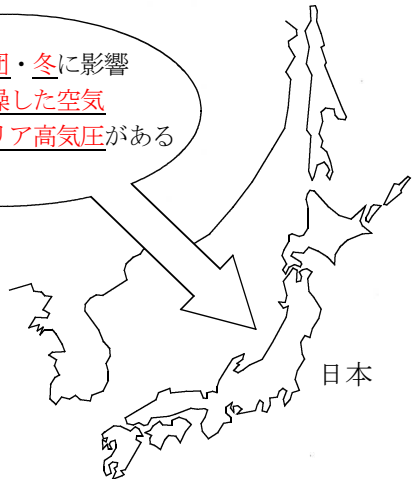 団・冬に影響
燥した空気
リア高気圧がある
日本